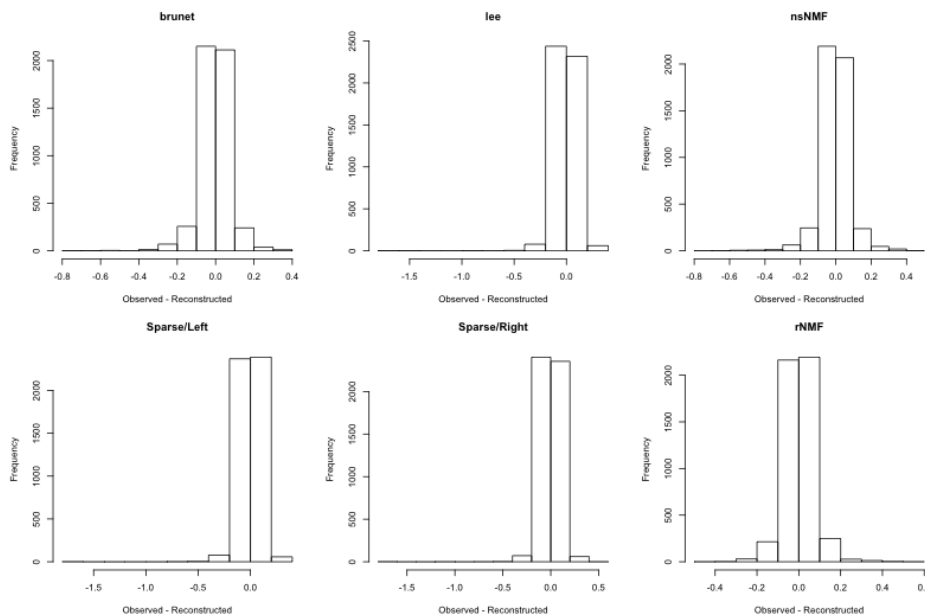 brunet
lee
nsNMF
Frequency
0 500 1000 1500 2000
-0.8 -0.6 -0.4 -0.2 0.0 0.2 0.4
Observed - Reconstructed
Frequency
0 500 1000 1500 2000 2500
-1.5 -1.0 -0.5 0.0
Observed - Reconstructed
Frequency
0 500 1000 1500 2000
-0.8 -0.6 -0.4 -0.2 0.0 0.2 0.4
Observed - Reconstructed
Sparse/Left
Sparse/Right
rNMF
Frequency
0 500 1000 1500 2000
-1.5 -1.0 -0.5 0.0
Observed - Reconstructed
Frequency
0 500 1000 1500 2000
-1.5 -1.0 -0.5 0.0 0.5
Observed - Reconstructed
Frequency
0 500 1000 1500 2000
-0.4 -0.2 0.0 0.2 0.4
Observed - Reconstructed